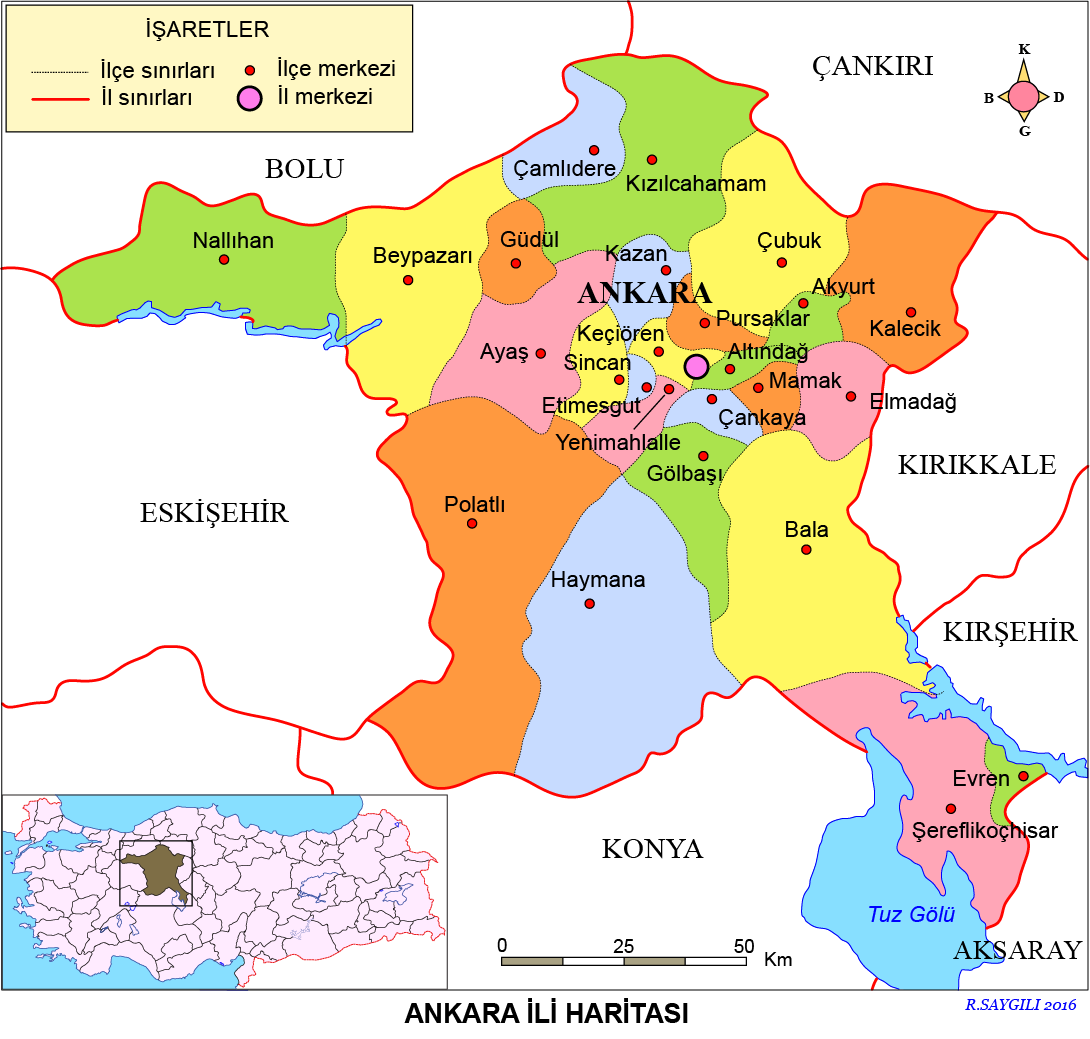 İŞARETLER
İlçe sınırları
İlçe merkezi
İl sınırları
İl merkezi
ÇANKIRI
K
B
D
G
BOLU
Çamlıdere
Kızılcahamam
Nallıhan
Beypazarı
Güdül
Kazan
Çubuk
ANKARA
Akyurt
Pursaklar
Kalecik
Keçiören
Ayaş
Sincan
Altındağ
Mamak
Etimesgut
Elmadağ
Çankaya
Yenimahlalle
Gölbaşı
KIRIKKALE
ESKİŞEHİR
Polatlı
Bala
Haymana
KIRŞEHİR
Evren
Şereflikoçhisar
KONYA
Tuz Gölü
AKSARAY
0
25
50
Km
ANKARA İLİ HARİTASI
R.SAYGILI 2016